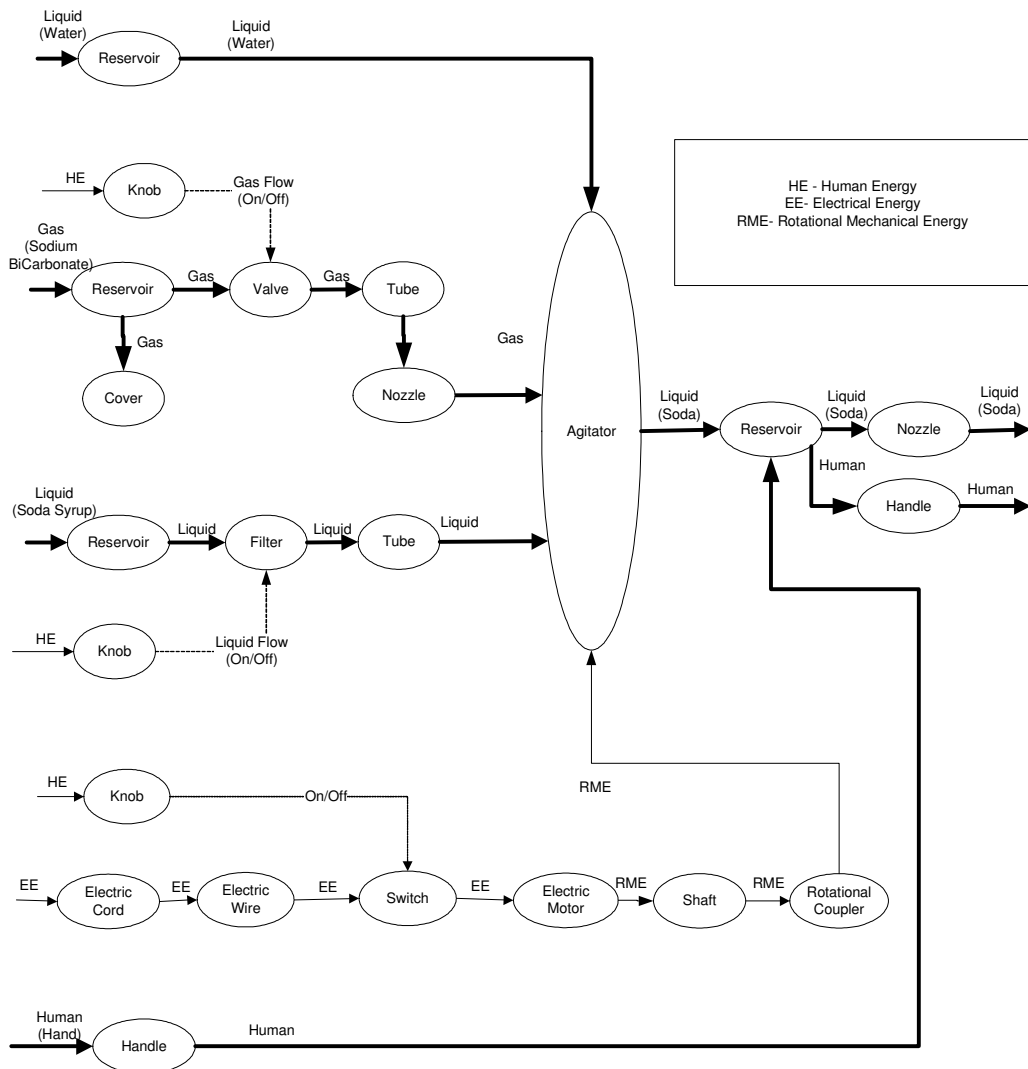 Liquid
(Water)
Reservoir
Liquid
(Water)
HE
Knob
Gas Flow
(On/Off)
HE - Human Energy
EE- Electrical Energy
RME- Rotational Mechanical Energy
Gas
(Sodium
BiCarbonate)
Reservoir
Gas
Valve
Gas
Tube
Gas
Cover
Nozzle
Gas
Agitator
Liquid
(Soda)
Reservoir
Liquid
(Soda)
Nozzle
Liquid
(Soda)
Human
Handle
Human
Liquid
(Soda Syrup)
Reservoir
Liquid
Filter
Liquid
Tube
Liquid
HE
Knob
Liquid Flow
(On/Off)
HE
Knob
On/Off
RME
EE
Electric
Cord
EE
Electric
Wire
EE
Switch
EE
Electric
Motor
RME
Shaft
RME
Rotational
Coupler
Human
(Hand)
Handle
Human